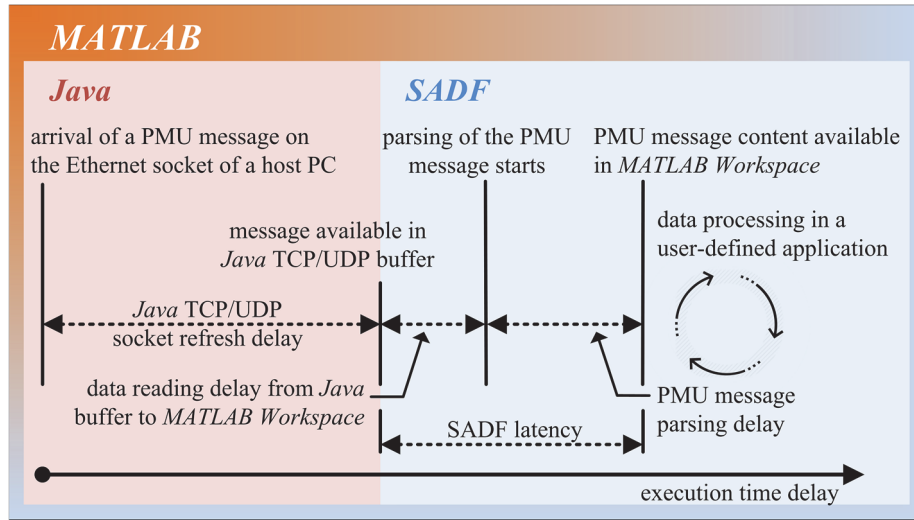 MATLAB
Java
SADF
arrival of a PMU message on
the Ethernet socket of a host PC
parsing of the PMU
message starts
PMU message content available
in MATLAB Workspace
message available in
Java TCP/UDP buffer
data processing in a
user-defined application
Java TCP/UDP
socket refresh delay
data reading delay from Java
buffer to MATLAB Workspace
PMU message
parsing delay
SADF latency
execution time delay